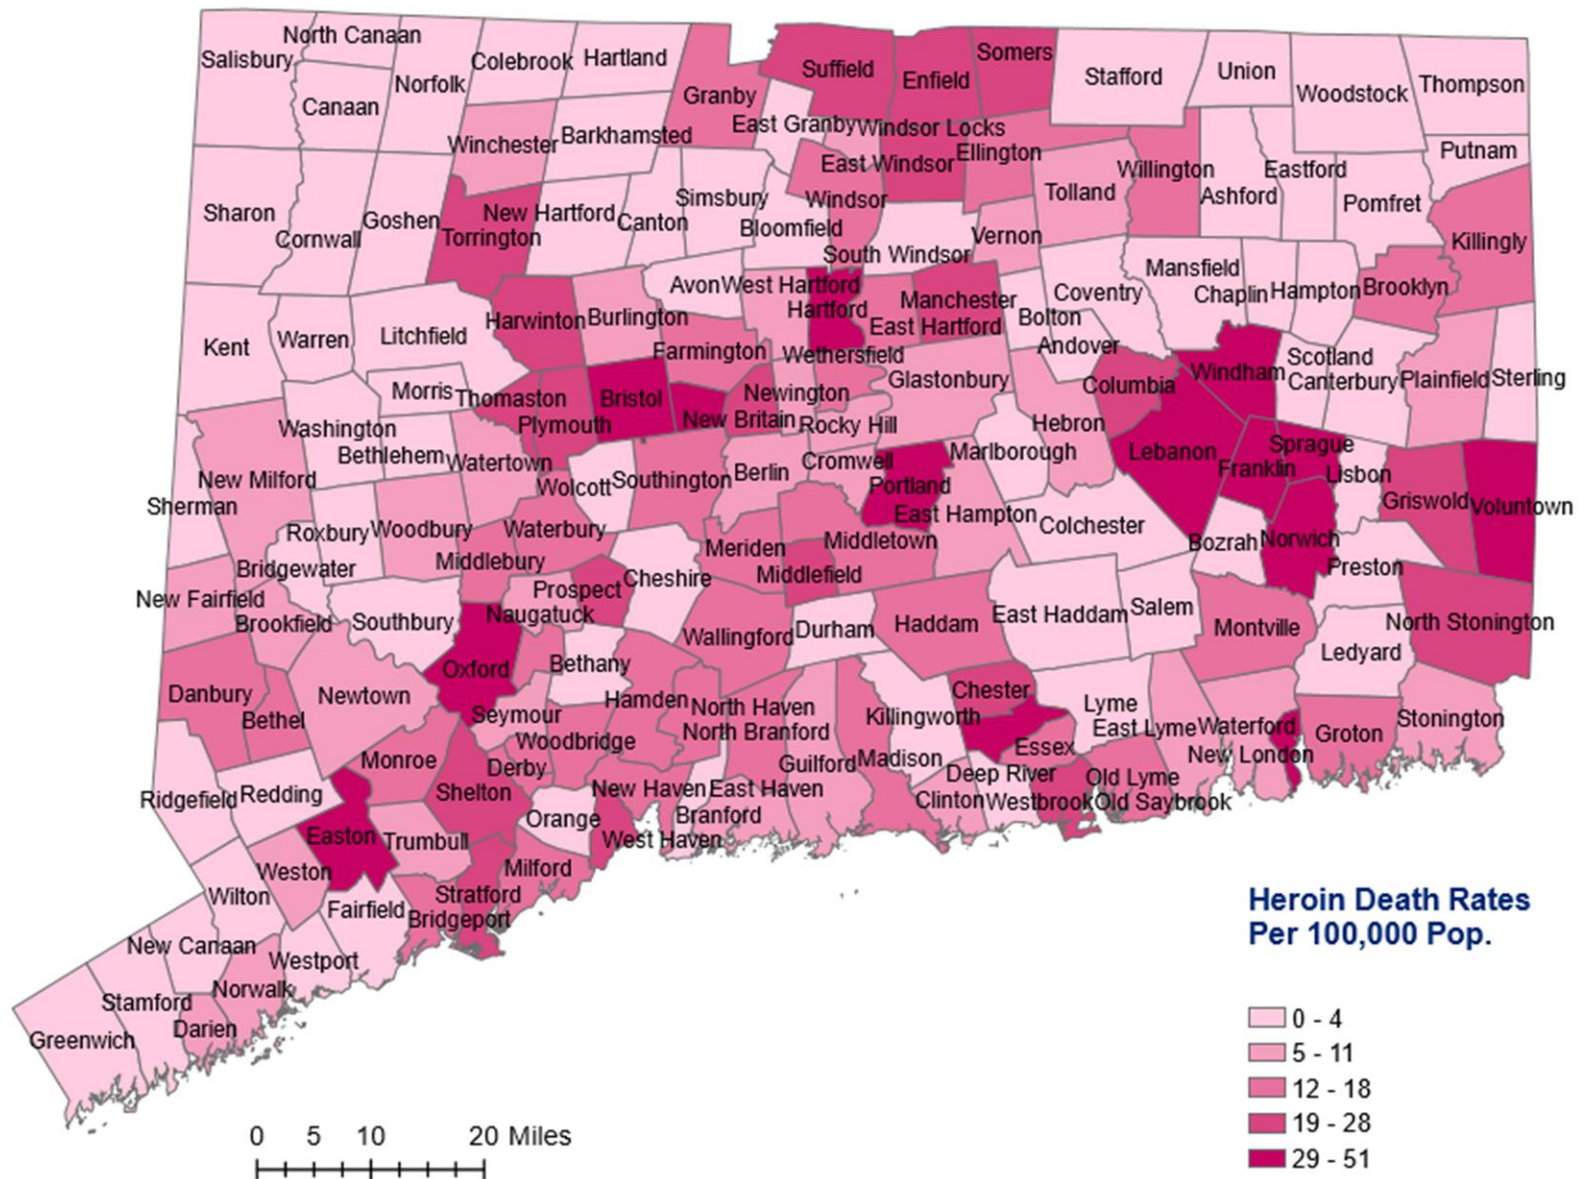 North Canaan
Salisbury
Colebrook
Hartland
Norfolk
Canaan
Granby
Suffield
Enfield
Somers
Stafford
Union
Woodstock
Thompson
Winchester
Barkhamsted
East Granby
Windsor Locks
East Windsor
Ellington
Willington
Tolland
Ashford
Eastford
Putnam
Pomfret
Sharon
Cornwall
Goshen
New Hartford
Torrington
Canton
Simsbury
Bloomfield
Windsor
South Windsor
Vernon
Killingly
Avon
West Hartford
Hartford
Manchester
East Hartford
Bolton
Coventry
Mansfield
Chaplin
Hampton
Brooklyn
Kent
Warren
Litchfield
Harwinton
Burlington
Farmington
Wethersfield
Andover
Scotland
Morris
Thomaston
Bristol
Newington
Glastonbury
Columbia
Windham
Canterbury
Plainfield
Sterling
Washington
Bethlehem
Plymouth
New Britain
Rocky Hill
Hebron
Watertown
New Milford
Sherman
Wolcott
Southington
Berlin
Cromwell
Marlborough
Lebanon
Sprague
Franklin
Lisbon
Portland
Griswold
Voluntown
Roxbury
Woodbury
Waterbury
East Hampton
Colchester
Bridgewater
Middlebury
Meriden
Middletown
Bozrah
Norwich
Preston
New Fairfield
Brookfield
Prospect
Naugatuck
Cheshire
Middlefield
Southbury
Wallingford
Durham
Haddam
East Haddam
Salem
Montville
North Stonington
Ledyard
Oxford
Bethany
Danbury
Bethel
Newtown
Hamden
North Haven
North Branford
Chester
Lyme
Seymour
Woodbridge
Killingworth
Essex
East Lyme
Waterford
New London
Groton
Stonington
Monroe
Derby
Guilford
Madison
Deep River
Old Lyme
Ridgefield
Redding
Shelton
New Haven
East Haven
Clinton
Westbrook
Old Saybrook
Easton
Trumbull
Orange
Branford
West Haven
Weston
Milford
Wilton
Fairfield
Stratford
Bridgeport
New Canaan
Westport
Norwalk
Stamford
Darien
Greenwich
Heroin Death Rates
Per 100,000 Pop.
0 - 4
5 - 11
12 - 18
19 - 28
29 - 51
0 5 10 20 Miles